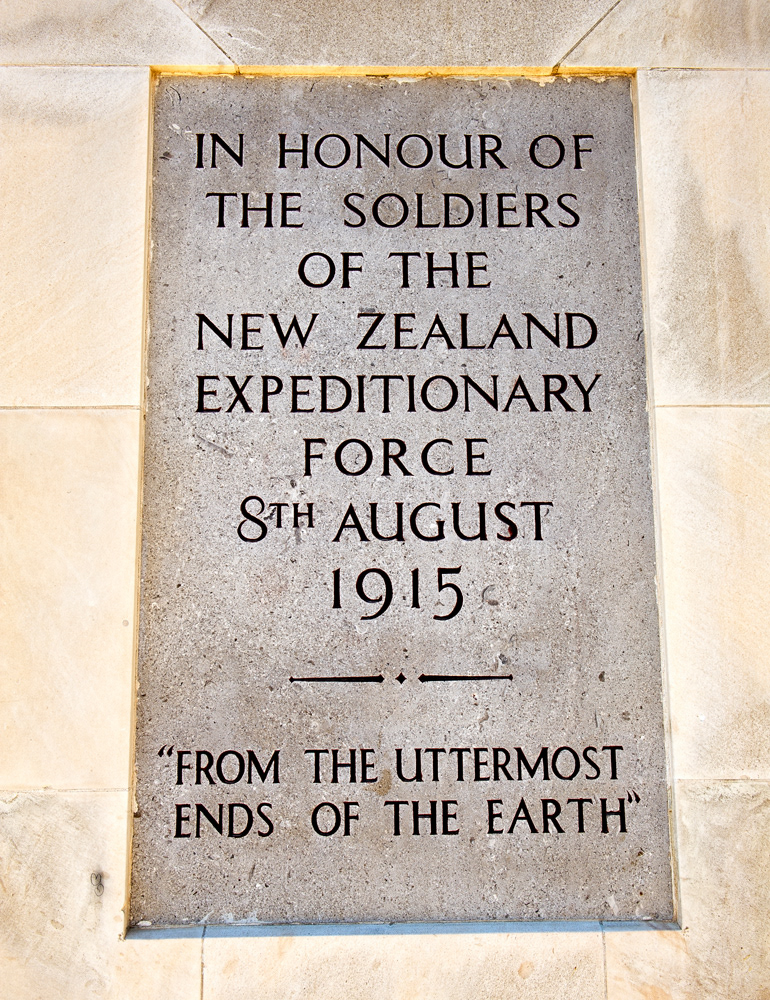 IN HONOUR OF
THE SOLDIERS
OF THE
NEW ZEALAND
EXPEDITIONARY
FORCE
8TH AUGUST
1915
“FROM THE UTTERMOST
ENDS OF THE EARTH“